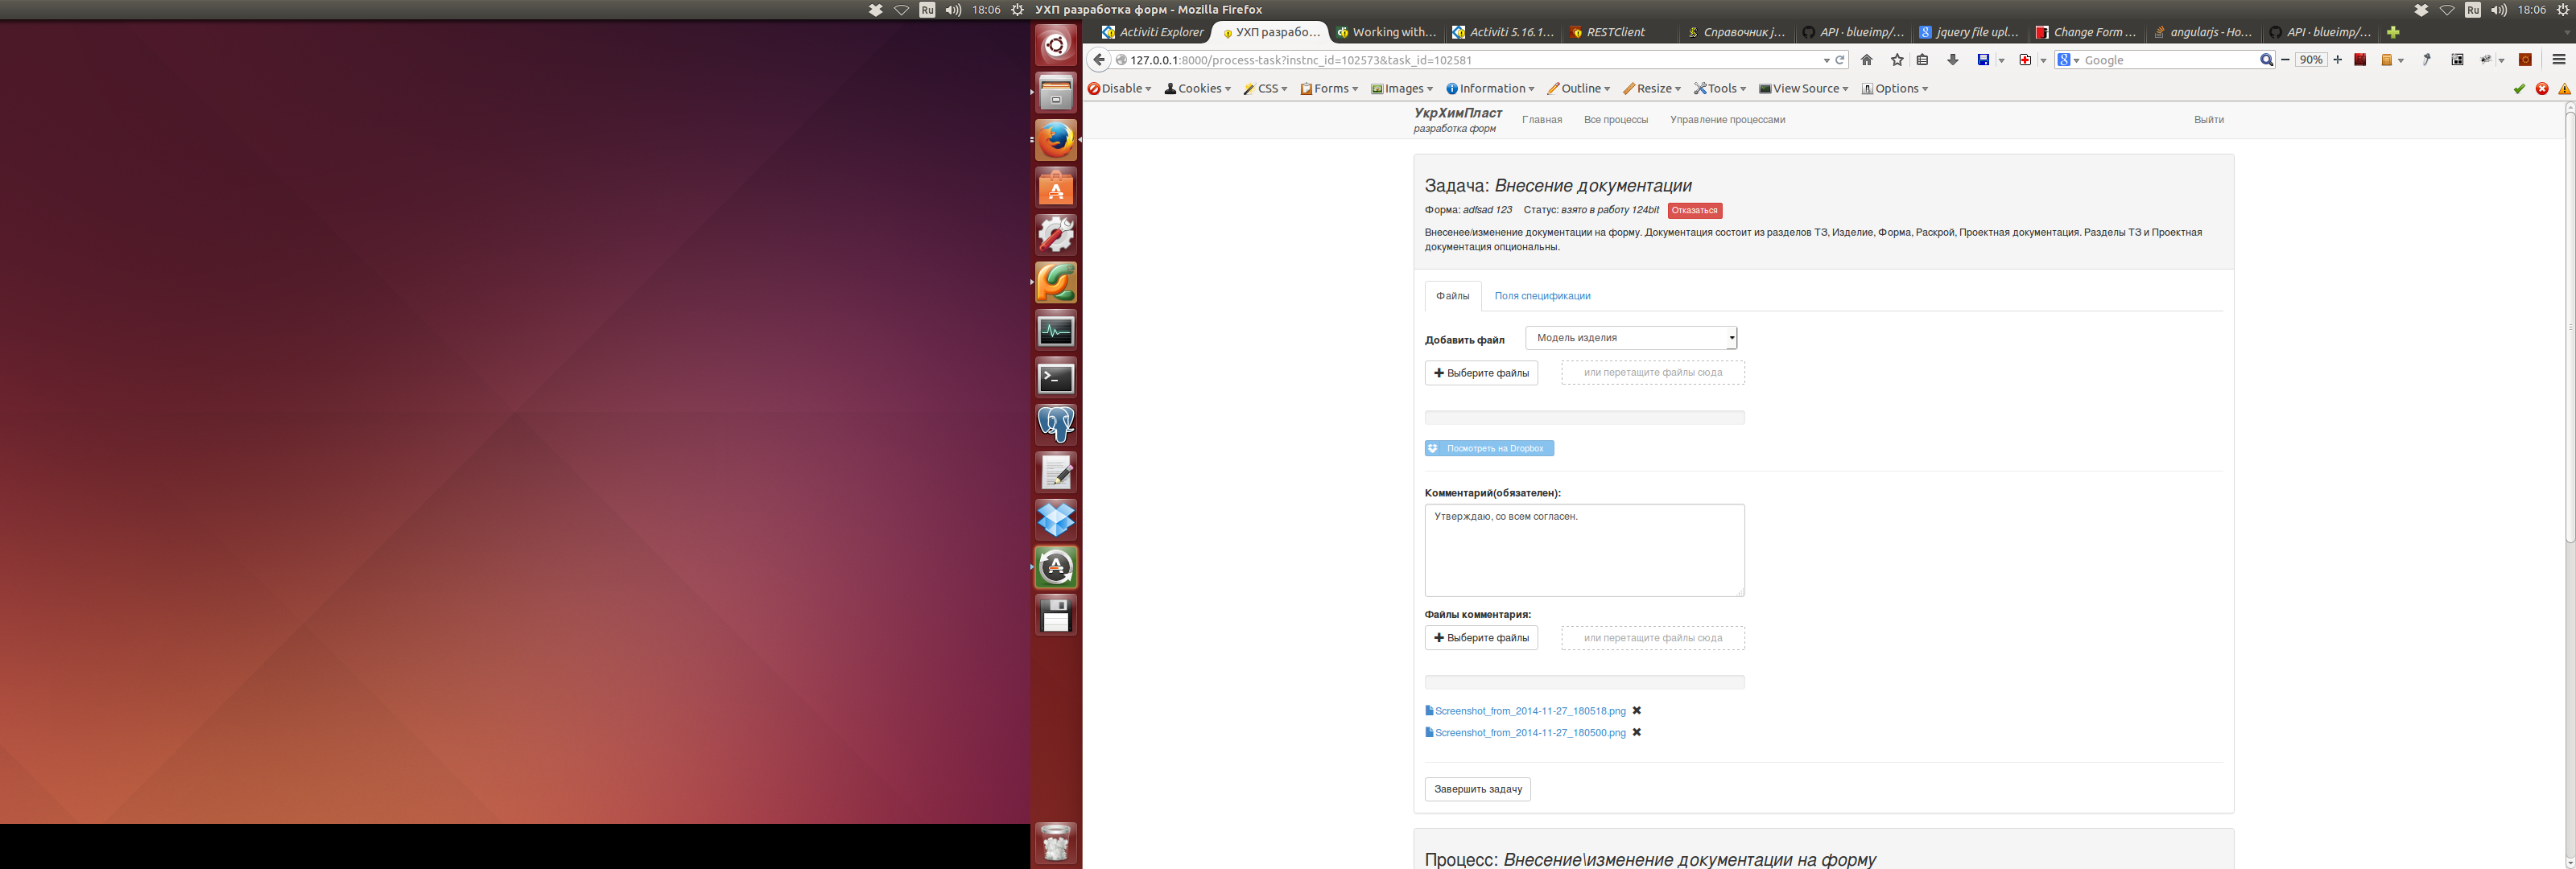 Ru 18:06 УХП разработка форм - Mozilla Firefox Ru 18:06
Activiti Explorer УХП разрабо... Working with... Activiti 5.16.1... RESTClient Справочник j... API · blueimp/... jquery file upl... Change Form ... angularjs - Ho... API · blueimp/...
127.0.0.1:8000/process-task?instnc_id=102573&task_id=102581 Google 90%
Disable Cookies CSS Forms Images Information Outline Resize Tools View Source Options
УкрХимПласт
разработка форм
Главная Все процессы Управление процессами Выйти
Задача: Внесение документации
Форма: adfsad 123 Статус: взято в работу 124bit Отказаться
Внесенее/изменение документации на форму. Документация состоит из разделов ТЗ, Изделие, Форма, Раскрой, Проектная документация. Разделы ТЗ и Проектная
документация опциональны.
Файлы Поля спецификации
Добавить файл Модель изделия
Выберите файлы или перетащите файлы сюда
Посмотреть на Dropbox
Комментарий(обязателен):
Утверждаю, со всем согласен.
Файлы комментария:
Выберите файлы или перетащите файлы сюда
Screenshot_from_2014-11-27_180518.png
Screenshot_from_2014-11-27_180500.png
Завершить задачу
Процесс: Внесение\изменение документации на форму